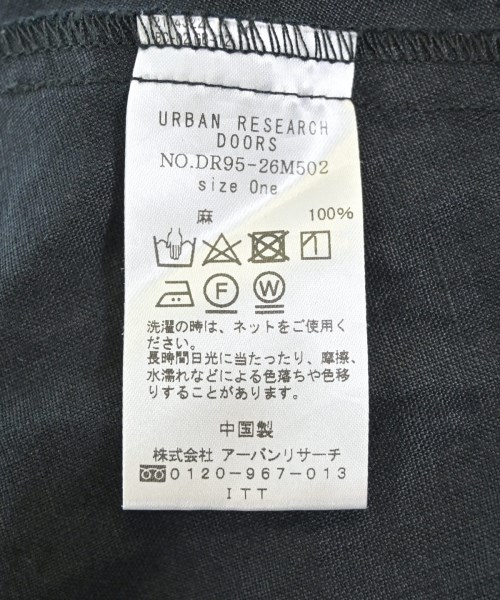 URBAN RESEARCH
DOORS
NO.DR95-26M502
size One
麻 100%
F W
洗濯の時は、ネットをご使用く
ださい。
長時間日光に当たったり、摩擦、
水濡れなどによる色落ちや色移
りすることがあります。
中国製
株式会社 アーバンリサーチ
0120-967-013
ITT